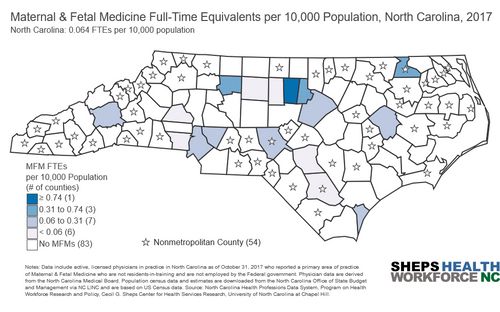 Maternal & Fetal Medicine Full-Time Equivalents per 10,000 Population, North Carolina, 2017
North Carolina: 0.064 FTEs per 10,000 population
MFM FTEs
per 10,000 Population
(# of counties)
≥ 0.74 (1)
0.31 to 0.74 (3)
0.06 to 0.31 (7)
< 0.06 (6)
No MFMs (83)
☆ Nonmetropolitan County (54)
Notes: Data include active, licensed physicians in practice in North Carolina as of October 31, 2017 who reported a primary area of practice
of Maternal & Fetal Medicine who are not residents-in-training and are not employed by the Federal government. Physician data are derived
from the North Carolina Medical Board. Population census data and estimates are downloaded from the North Carolina Office of State Budget
and Management via NC LINC and are based on US Census data. Source: North Carolina Health Professions Data System, Program on Health
Workforce Research and Policy, Cecil G. Sheps Center for Health Services Research, University of North Carolina at Chapel Hill.
SHEPS HEALTH
WORKFORCE NC